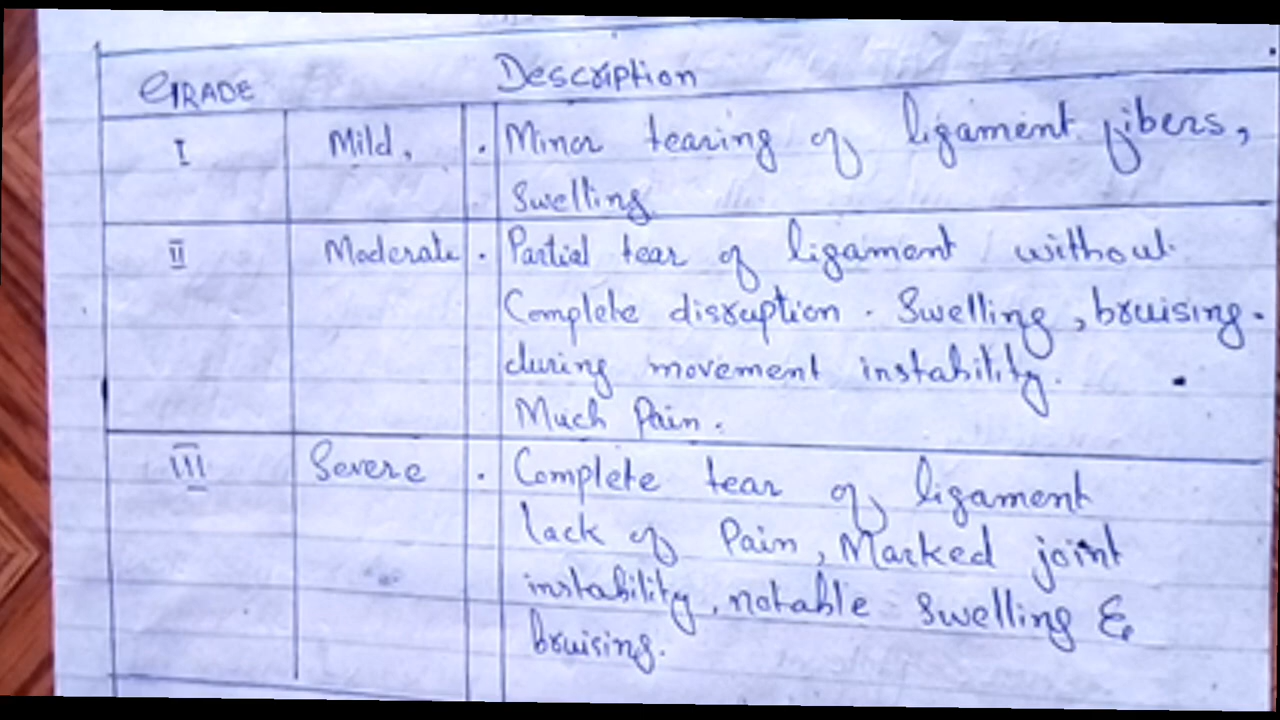 GRADE Description
I Mild, . Minor tearing of ligament fibers,
Swelling
II Moderate . Partial tear of ligament without
Complete disruption . Swelling , bruising.
during movement instability.
Much Pain .
III Severe . Complete tear of ligament
lack of Pain , Marked joint
instability, notable swelling &
bruising.